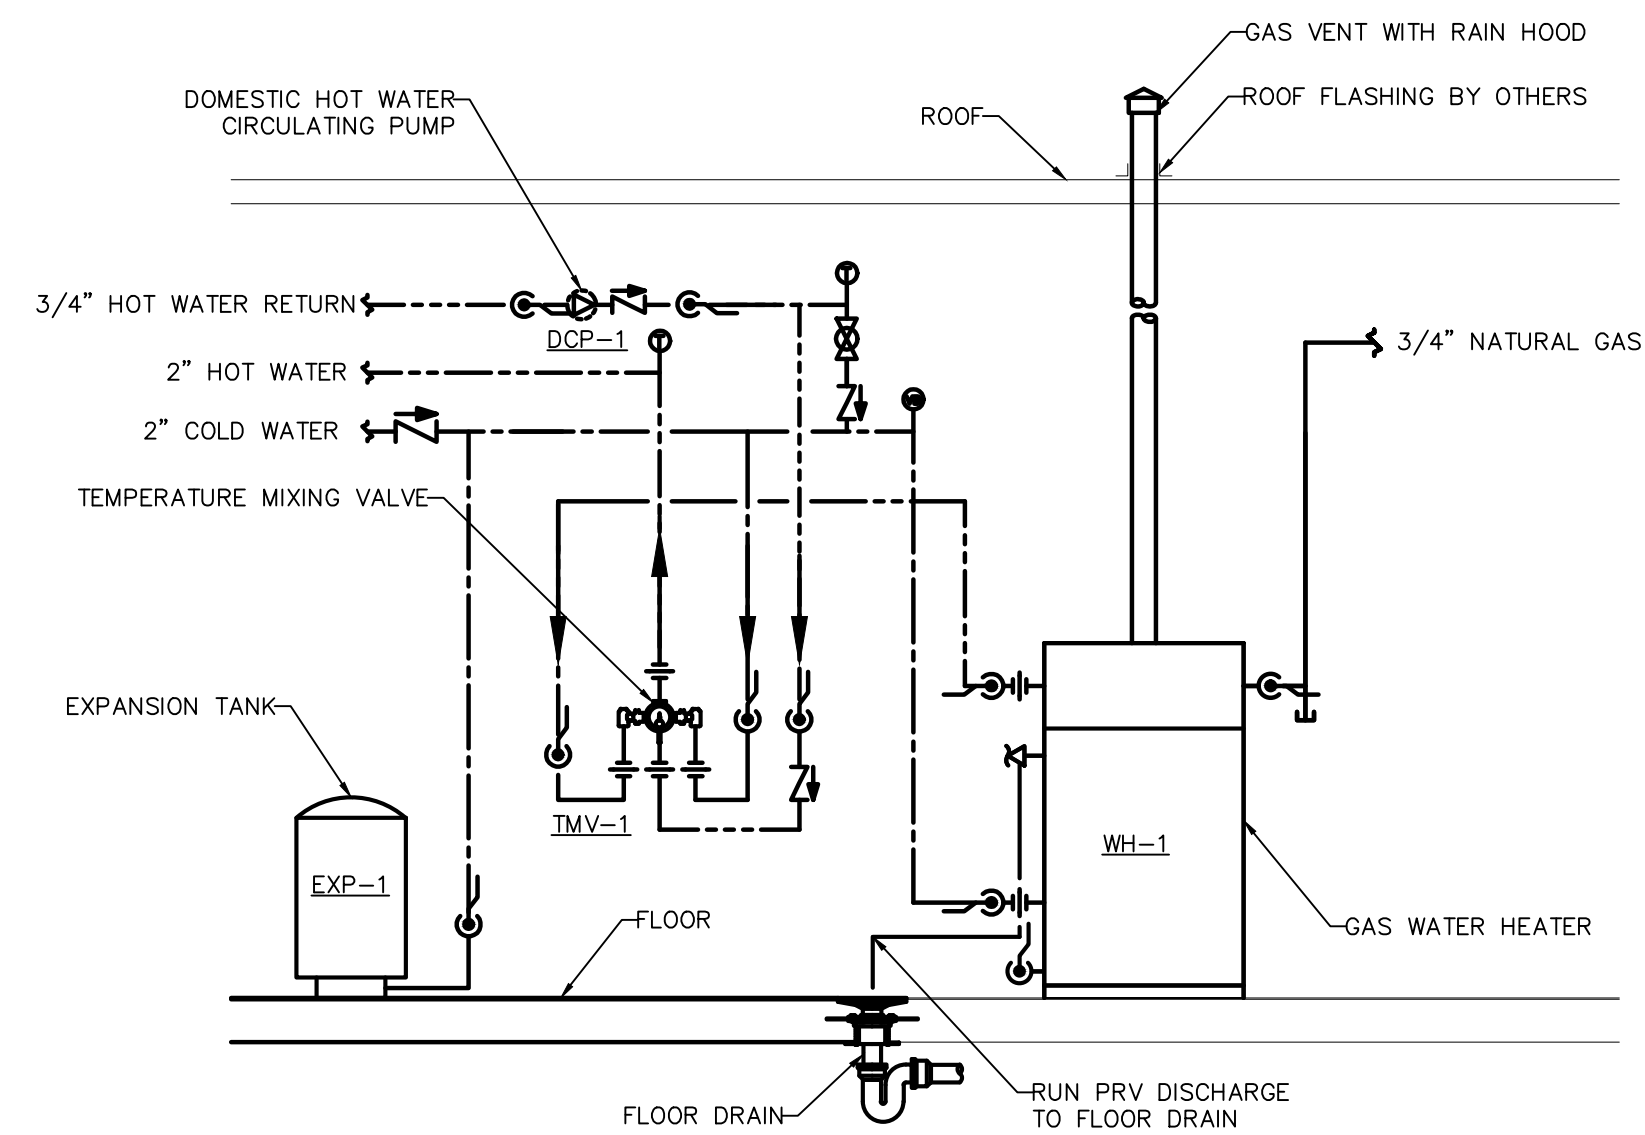 GAS VENT WITH RAIN HOOD
DOMESTIC HOT WATER
CIRCULATING PUMP
ROOF
ROOF FLASHING BY OTHERS
3/4" HOT WATER RETURN
DCP-1
3/4" NATURAL GAS
2" HOT WATER
2" COLD WATER
TEMPERATURE MIXING VALVE
EXPANSION TANK
TMV-1
WH-1
EXP-1
FLOOR
GAS WATER HEATER
FLOOR DRAIN
RUN PRV DISCHARGE
TO FLOOR DRAIN